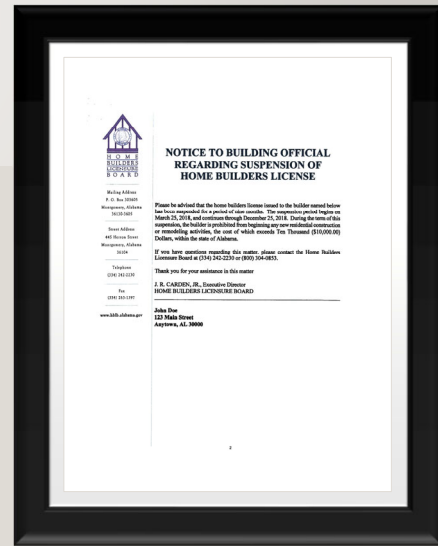 HOME
BUILDERS
LICENSURE
BOARD
Mailing Address
P. O. Box 303605
Montgomery, Alabama
36130-3605
Street Address
445 Herron Street
Montgomery, Alabama
36104
Telephone
(334) 242-2230
Fax
(334) 263-1397
www.hblb.alabama.gov
NOTICE TO BUILDING OFFICIAL
REGARDING SUSPENSION OF
HOME BUILDERS LICENSE
Please be advised that the home builders license issued to the builder named below
has been suspended for a period of nine months. The suspension period begins on
March 25, 2018, and continues through December 25, 2018. During the term of this
suspension, the builder is prohibited from beginning any new residential construction
or remodeling activities, the cost of which exceeds Ten Thousand ($10,000.00)
Dollars, within the state of Alabama.
If you have questions regarding this matter, please contact the Home Builders
Licensure Board at (334) 242-2230 or (800) 304-0853.
Thank you for your assistance in this matter
J. R. CARDEN, JR., Executive Director
HOME BUILDERS LICENSURE BOARD
John Doe
123 Main Street
Anytown, AL 30000